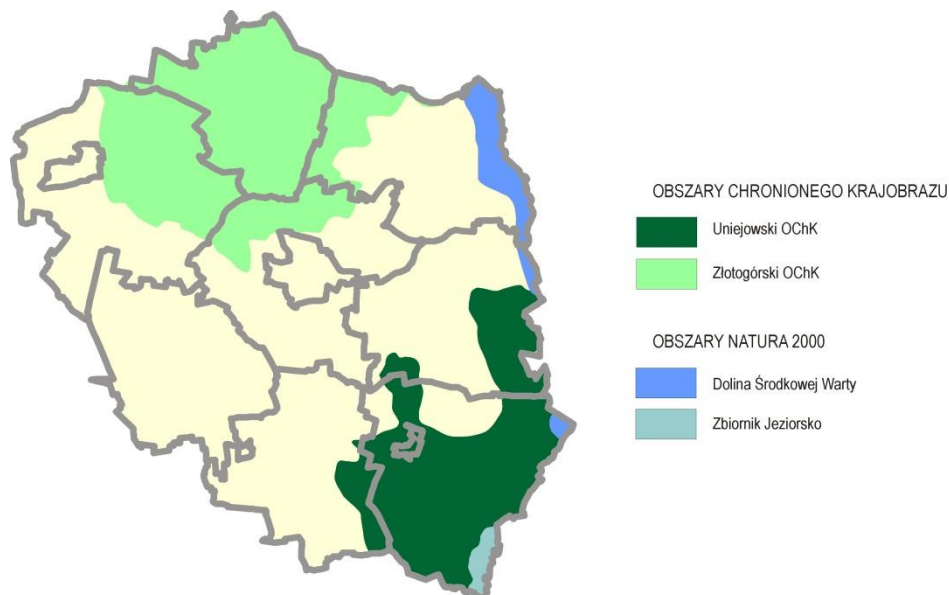 OBSZARY CHRONIONEGO KRAJOBRAZU
Uniejowski OChK
Złotogórski OChK
OBSZARY NATURA 2000
Dolina Środkowej Warty
Zbiornik Jeziorsko